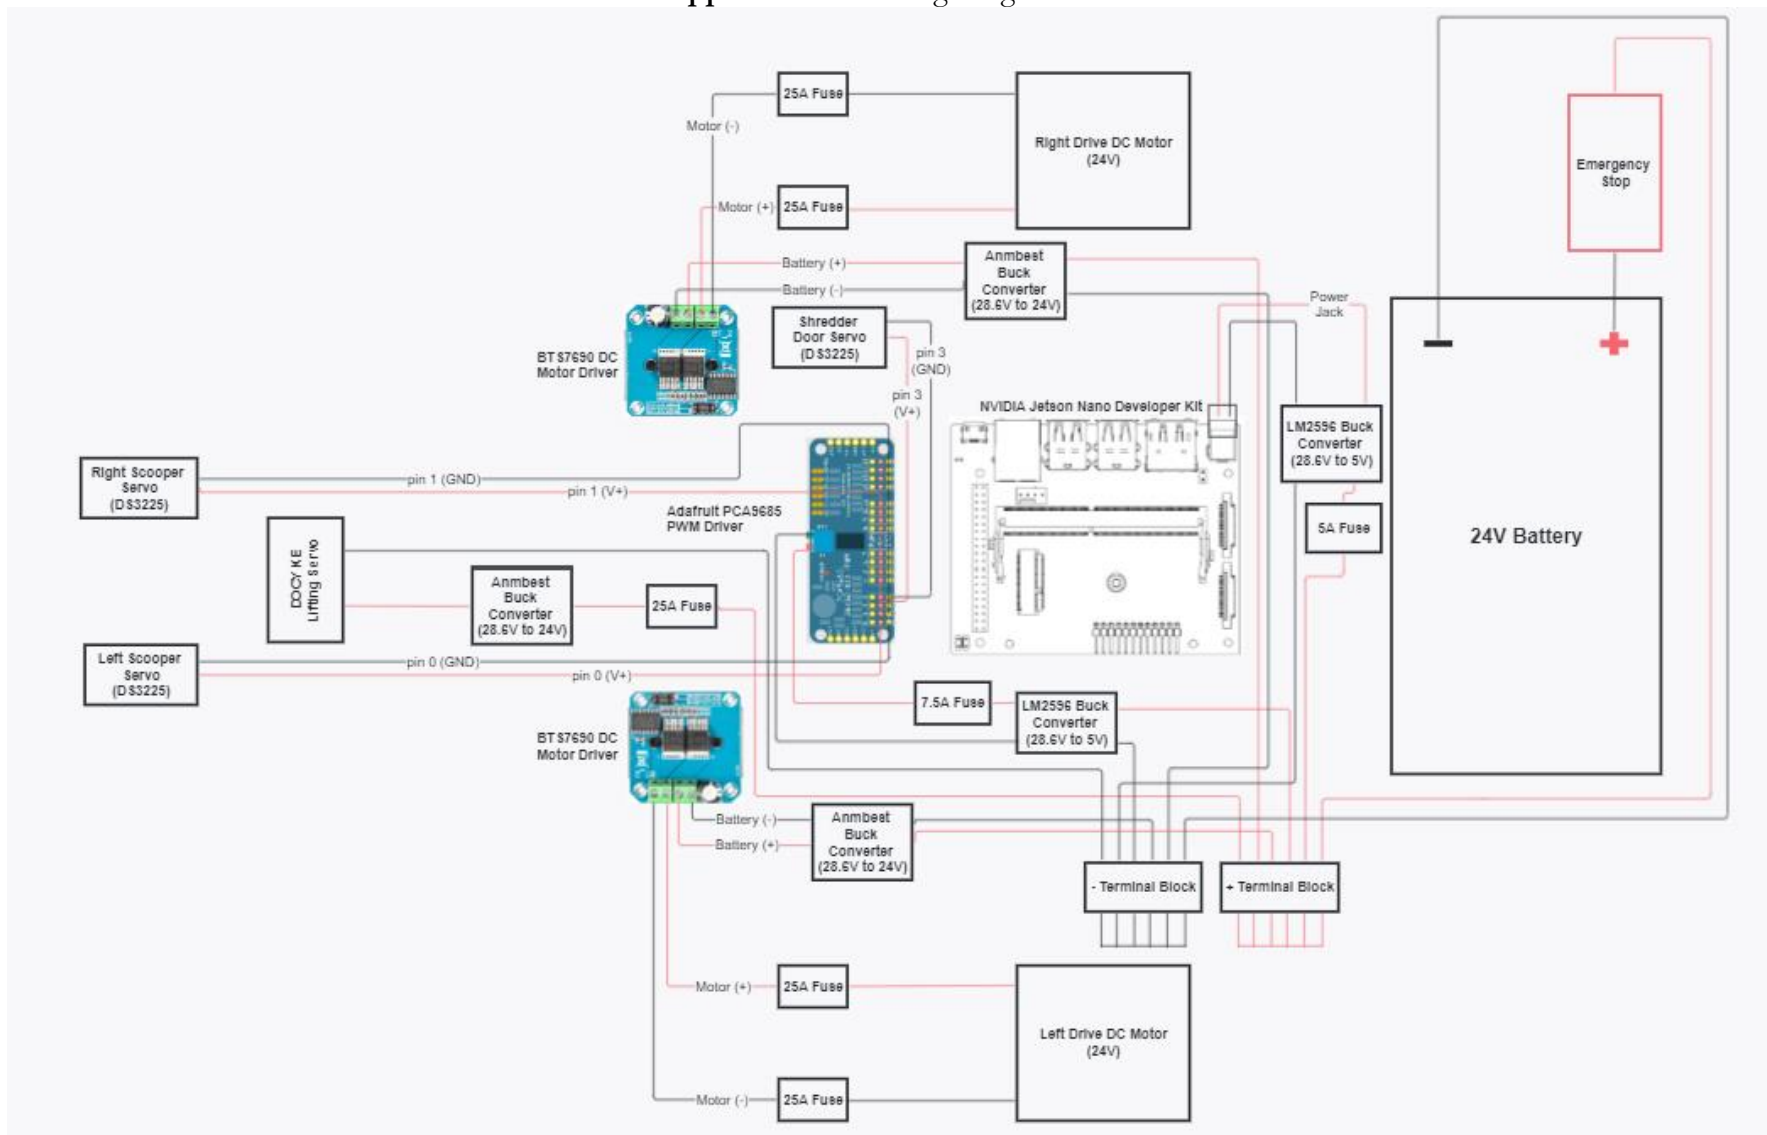 25A Fuse
Motor (-)
Right Drive DC Motor
(24V)
Motor (+)
25A Fuse
Emergency
Stop
Battery (+)
Battery (-)
Anmbest
Buck
Converter
(28.6V to 24V)
Power
Jack
Shredder
Door Servo
(DS3225)
pin 3
(GND)
pin 3
(V+)
BTS7690 DC
Motor Driver
NVIDIA Jetson Nano Developer Kit
LM2596 Buck
Converter
(28.6V to 5V)
5A Fuse
24V Battery
Right Scooper
Servo
(DS3225)
pin 1 (GND)
pin 1 (V+)
Adafruit PCA9685
PWM Driver
DOCYKE
Lifting Servo
Anmbest
Buck
Converter
(28.6V to 24V)
25A Fuse
Left Scooper
Servo
(DS3225)
pin 0 (GND)
pin 0 (V+)
7.5A Fuse
LM2596 Buck
Converter
(28.6V to 5V)
BTS7690 DC
Motor Driver
Battery (-)
Battery (+)
Anmbest
Buck
Converter
(28.6V to 24V)
- Terminal Block
+ Terminal Block
Motor (+)
25A Fuse
Left Drive DC Motor
(24V)
Motor (-)
25A Fuse